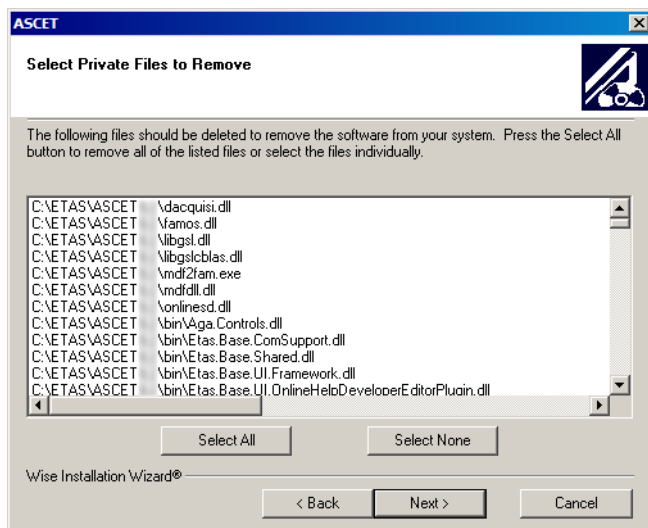 ASCET
Select Private Files to Remove
The following files should be deleted to remove the software from your system. Press the Select All
button to remove all of the listed files or select the files individually.
C:\ETAS\ASCET \dacquisi.dll
C:\ETAS\ASCET \famos.dll
C:\ETAS\ASCET \libgsl.dll
C:\ETAS\ASCET \libgslcblas.dll
C:\ETAS\ASCET \mdf2fam.exe
C:\ETAS\ASCET \mdfdll.dll
C:\ETAS\ASCET \onlinesd.dll
C:\ETAS\ASCET \bin\Aga.Controls.dll
C:\ETAS\ASCET \bin\Etas.Base.ComSupport.dll
C:\ETAS\ASCET \bin\Etas.Base.Shared.dll
C:\ETAS\ASCET \bin\Etas.Base.UI.Framework.dll
C:\ETAS\ASCET \bin\Etas.Base.UI.OnlineHelpDeveloperEditorPlugin.dll
Select All
Select None
Wise Installation Wizard®
< Back
Next >
Cancel